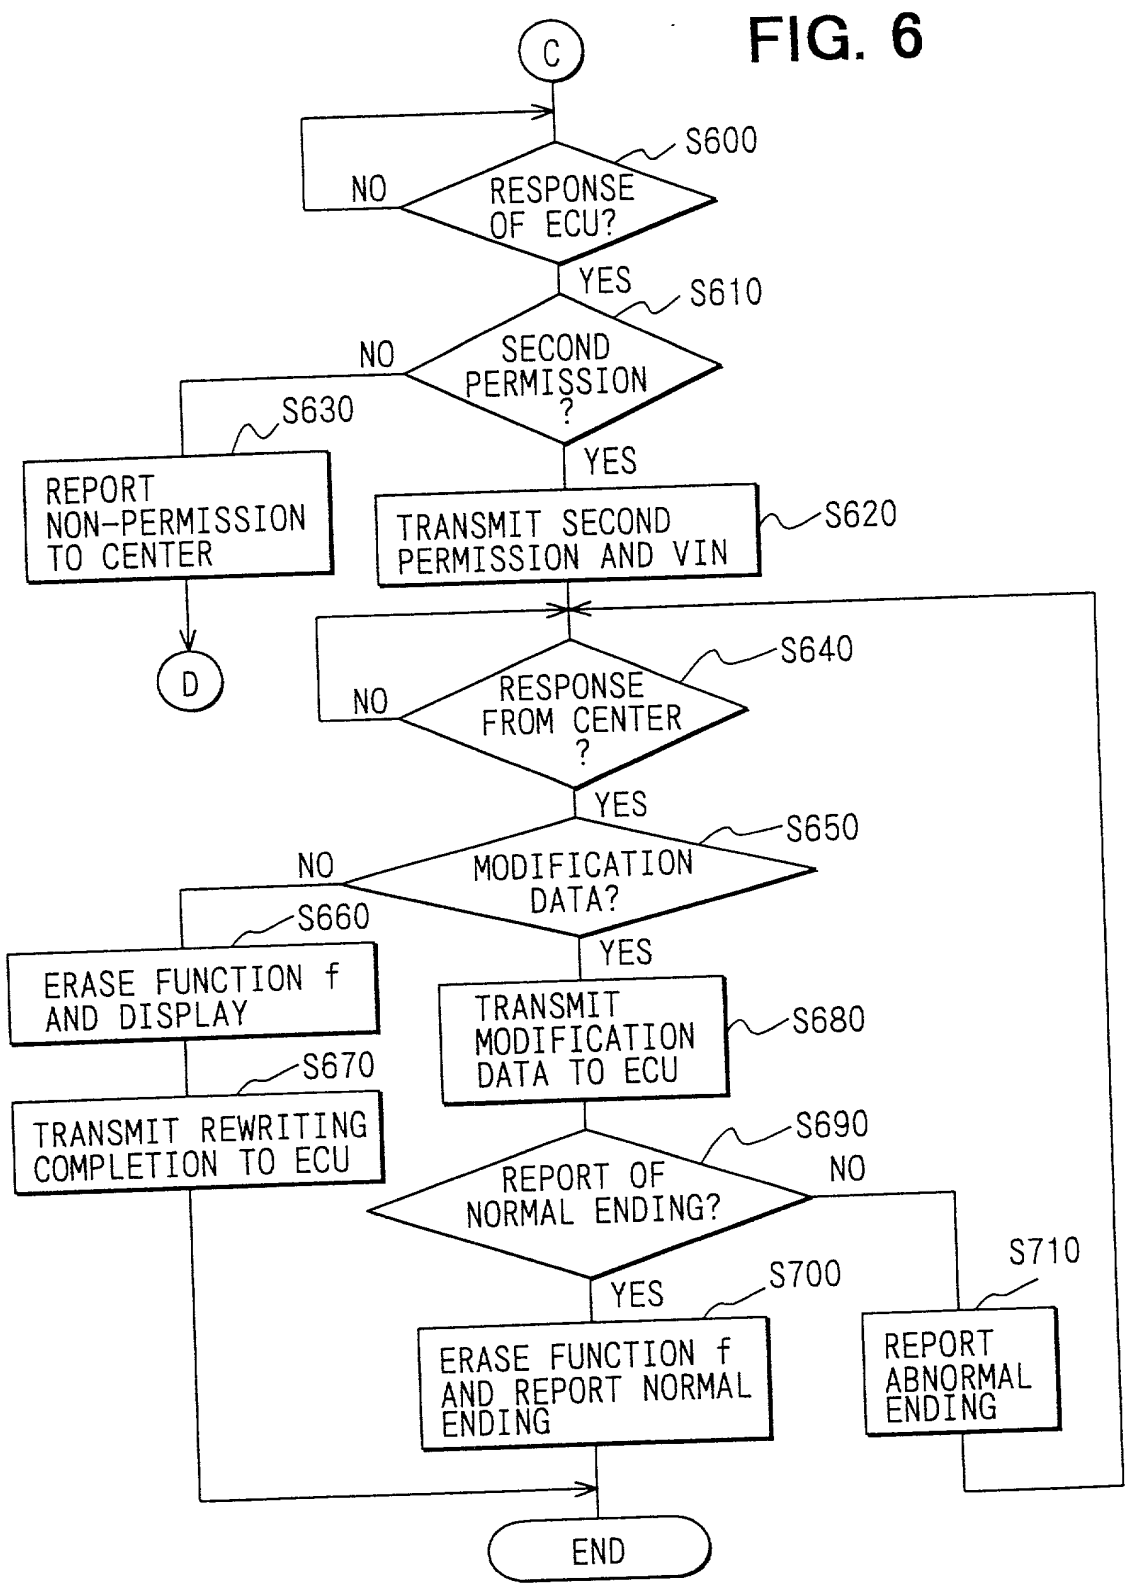 FIG. 6
C
S600
NO
RESPONSE
OF ECU?
YES
S610
NO
SECOND
PERMISSION
?
S630
YES
REPORT
NON-PERMISSION
TO CENTER
TRANSMIT SECOND
PERMISSION AND VIN
S620
D
S640
NO
RESPONSE
FROM CENTER
?
YES
S650
NO
MODIFICATION
DATA?
S660
YES
ERASE FUNCTION f
AND DISPLAY
TRANSMIT
MODIFICATION
DATA TO ECU
S680
S670
TRANSMIT REWRITING
COMPLETION TO ECU
S690
REPORT OF
NORMAL ENDING?
NO
YES
S700
S710
ERASE FUNCTION f
AND REPORT NORMAL
ENDING
REPORT
ABNORMAL
ENDING
END